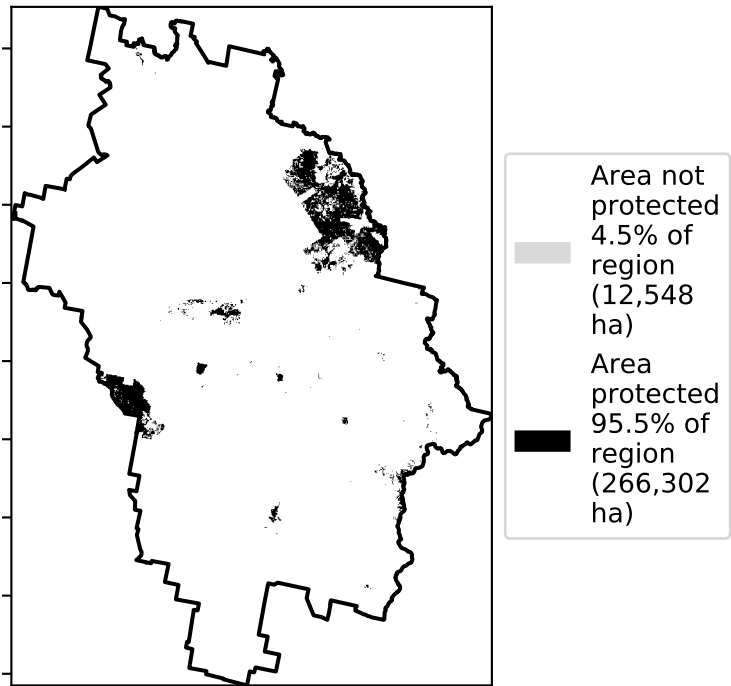 Area not
protected
4.5% of
region
(12,548
ha)
Area
protected
95.5% of
region
(266,302
ha)